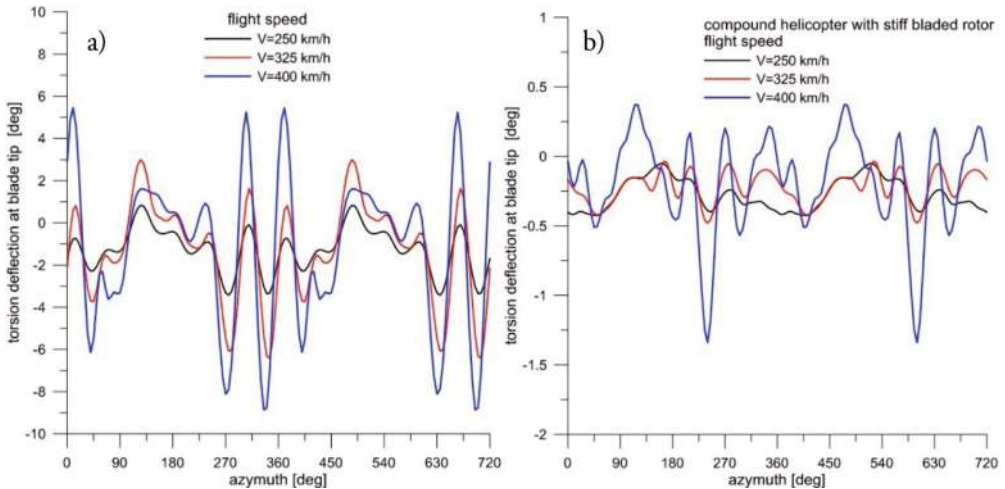 a)
flight speed
V=250 km/h
V=325 km/h
V=400 km/h
torsion deflection at blade tip [deg]
10
8
6
4
2
0
-2
-4
-6
-8
-10
0 90 180 270 360 450 540 630 720
azimuth [deg]
b)
compound helicopter with stiff bladed rotor
flight speed
V=250 km/h
V=325 km/h
V=400 km/h
torsion deflection at blade tip [deg]
1
0.5
0
-0.5
-1
-1.5
-2
0 90 180 270 360 450 540 630 720
azimuth [deg]